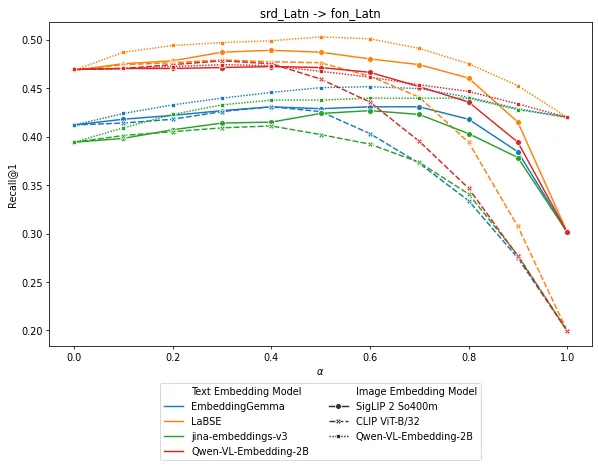 srd_Latn -> fon_Latn
Recall@1
0.50
0.45
0.40
0.35
0.30
0.25
0.20
0.0 0.2 0.4 0.6 0.8 1.0
α
Text Embedding Model Image Embedding Model
EmbeddingGemma SigLIP 2 So400m
LaBSE CLIP ViT-B/32
jina-embeddings-v3 Qwen-VL-Embedding-2B
Qwen-VL-Embedding-2B